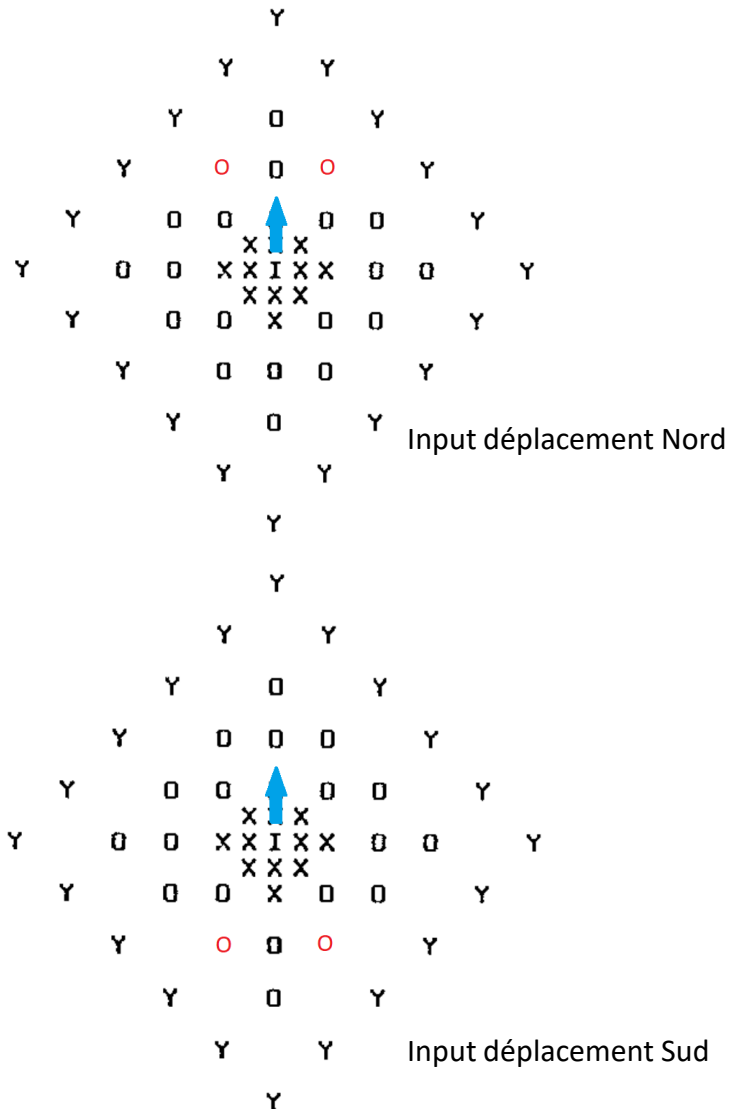 Y
Y Y
Y O Y
Y O O O Y
Y O O O O Y
X X
Y O O X X I X X O O Y
X X X
Y O O X O O Y
Y O O O Y
Y O Y
Input déplacement Nord
Y Y
Y
Y
Y Y
Y O Y
Y O O O Y
Y O O O O Y
X X
Y O O X X I X X O O Y
X X X
Y O O X O O Y
Y O O O Y
Y O Y
Y Y Input déplacement Sud
Y